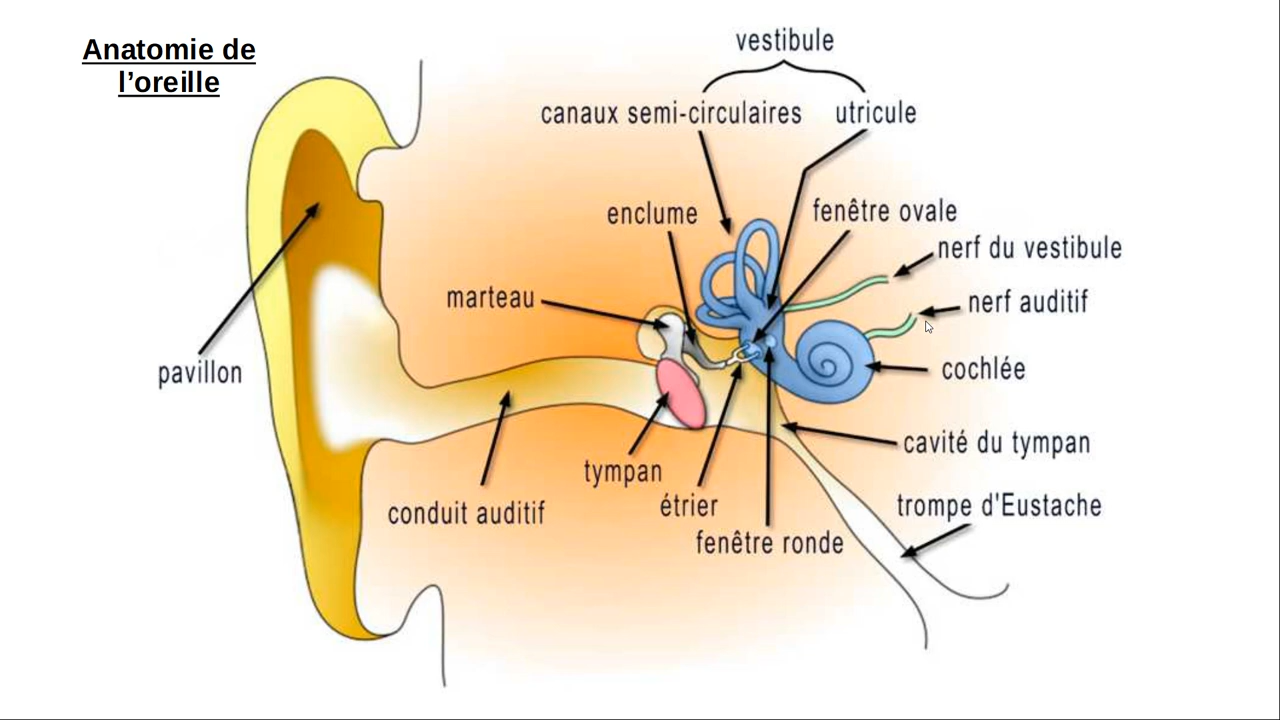 Anatomie de
l'oreille
vestibule
canaux semi-circulaires
utricule
enclume
fenêtre ovale
nerf du vestibule
marteau
nerf auditif
pavillon
cochlée
cavité du tympan
tympan
conduit auditif
étrier
trompe d'Eustache
fenêtre ronde